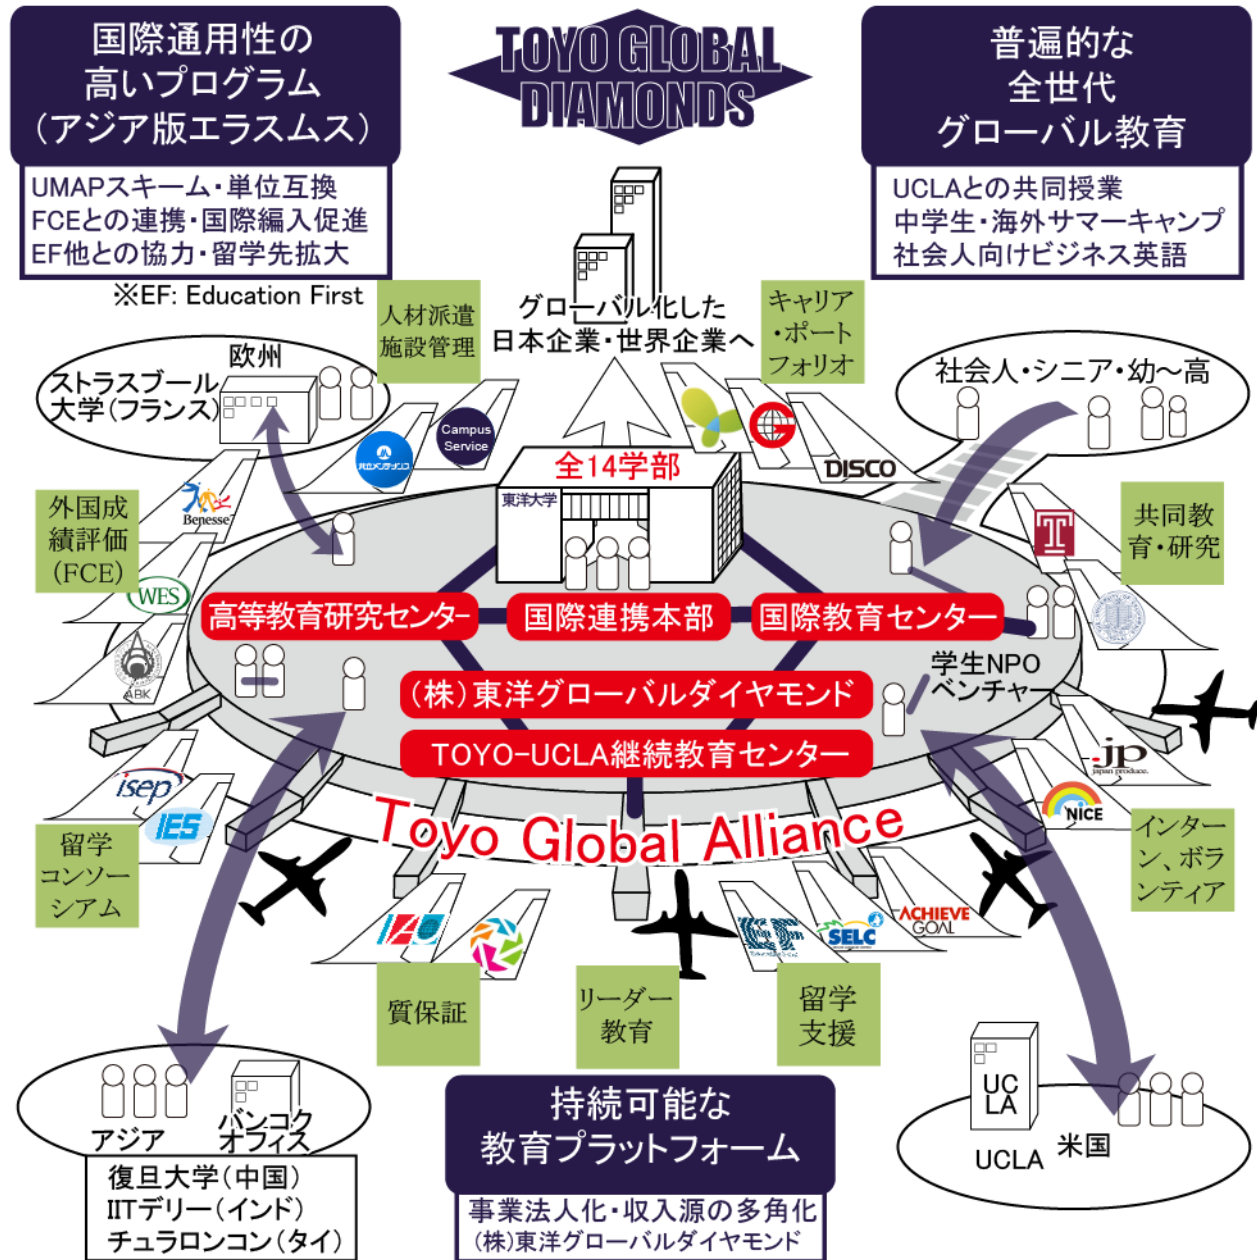 国際通用性の
高いプログラム
（アジア版エラスムス）
UMAPスキーム・単位互換
FCEとの連携・国際編入促進
EF他との協力・留学先拡大
※EF: Education First
TOYO GLOBAL
DIAMONDS
普遍的な
全世代
グローバル教育
UCLAとの共同授業
中学生・海外サマーキャンプ
社会人向けビジネス英語
人材派遣
施設管理
グローバル化した
日本企業・世界企業へ
キャリア
・ポート
フォリオ
欧州
ストラスブール
大学（フランス）
社会人・シニア・幼～高
共立メンテナンス
Campus
Service
DISCO
全14学部
東洋大学
外国成
績評価
（FCE）
Benesse
WES
ABK
共同教
育・研究
T
高等教育研究センター
国際連携本部
国際教育センター
学生NPO
ベンチャー
（株）東洋グローバルダイヤモンド
TOYO-UCLA継続教育センター
Toyo Global Alliance
isep
IES
留学
コンソー
シアム
jp
japan produce.
NICE
インター
ン、ボラ
ンティア
EF
SELC
ACHIEVE
GOAL
質保証
リーダー
教育
留学
支援
アジア
バンコク
オフィス
復旦大学（中国）
IITデリー（インド）
チュラロンコン（タイ）
持続可能な
教育プラットフォーム
事業法人化・収入源の多角化
（株）東洋グローバルダイヤモンド
UC
LA
UCLA
米国